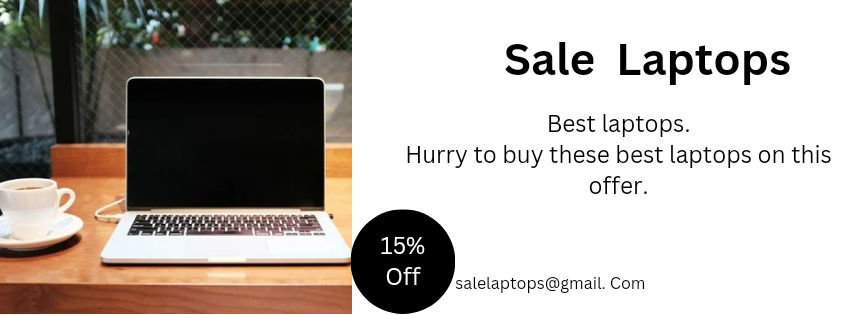 Sale Laptops
Best laptops.
Hurry to buy these best laptops on this
offer.
15%
Off
salelaptops@gmail. Com